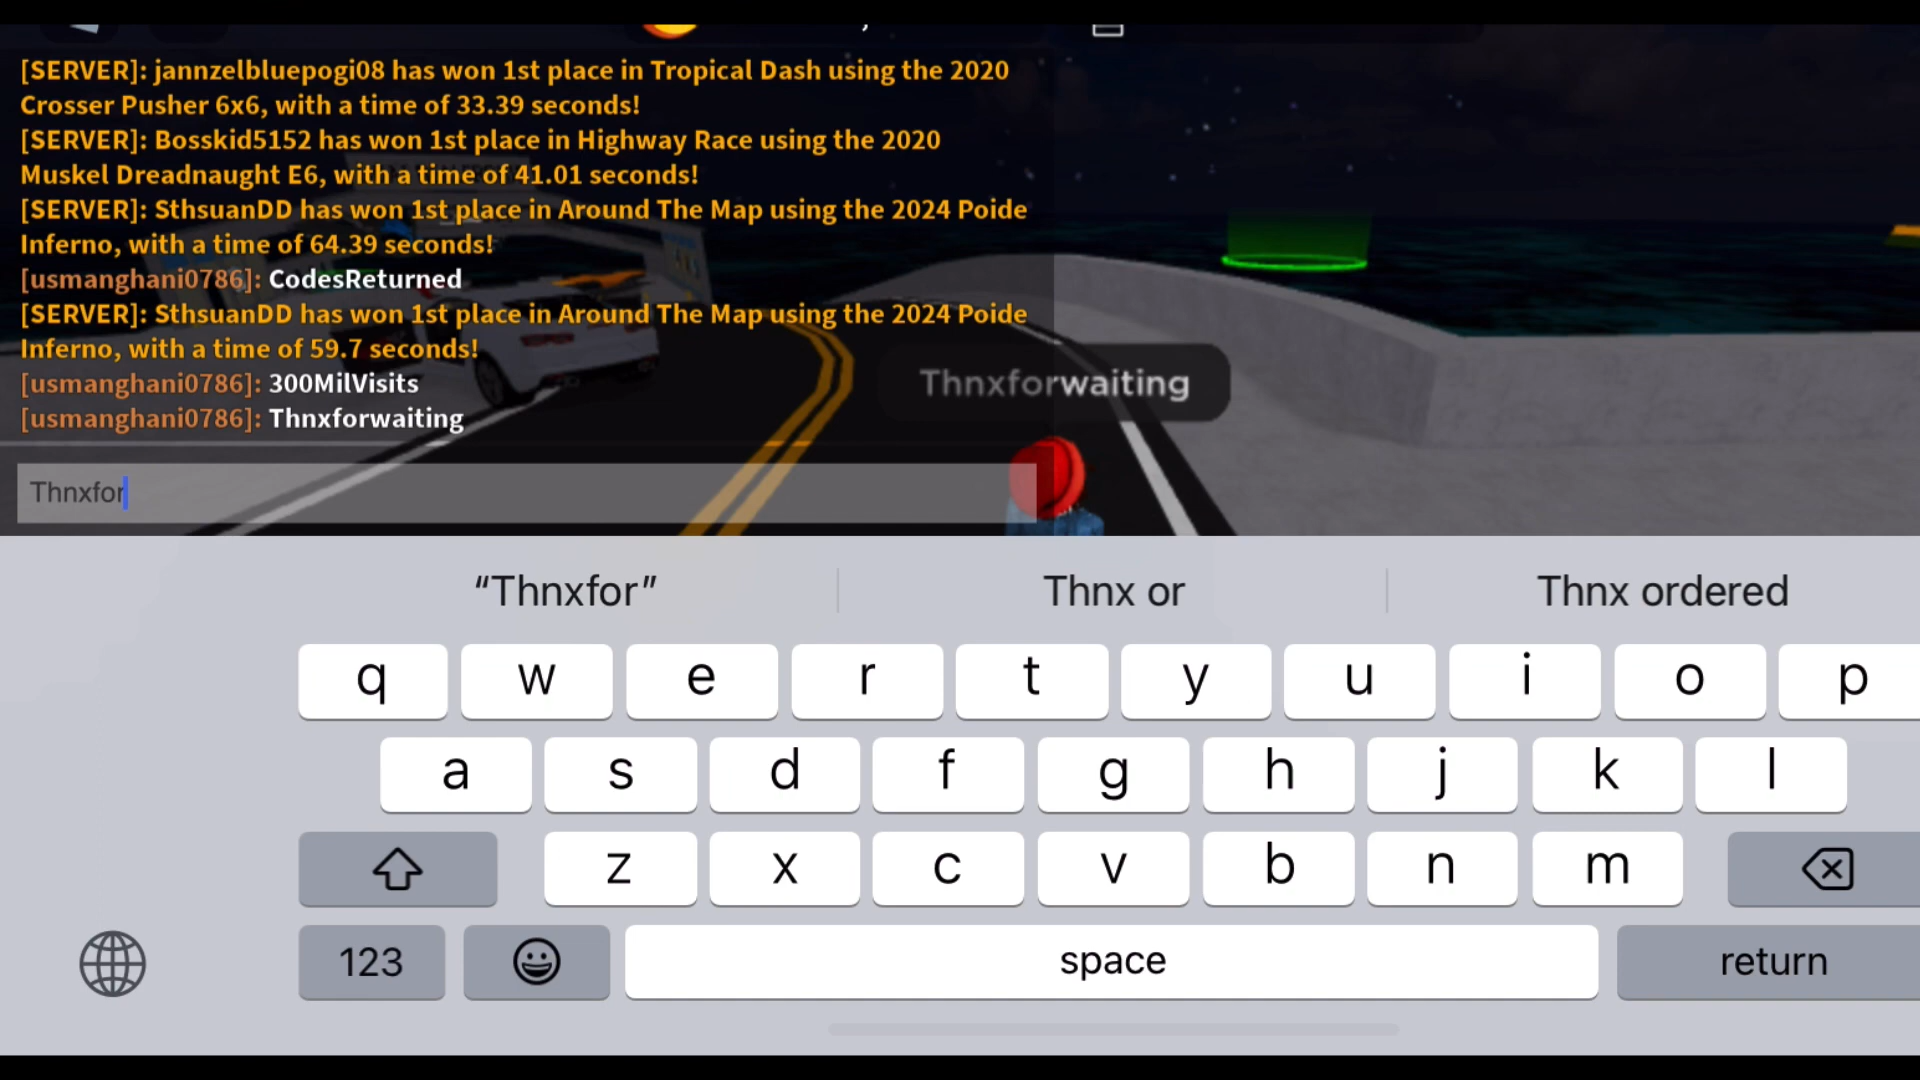 [SERVER]: jannzelbluepogi08 has won 1st place in Tropical Dash using the 2020
Crosser Pusher 6x6, with a time of 33.39 seconds!
[SERVER]: Bosskid5152 has won 1st place in Highway Race using the 2020
Muskel Dreadnaught E6, with a time of 41.01 seconds!
[SERVER]: SthsuanDD has won 1st place in Around The Map using the 2024 Poide
Inferno, with a time of 64.39 seconds!
[usmanghani0786]: CodesReturned
[SERVER]: SthsuanDD has won 1st place in Around The Map using the 2024 Poide
Inferno, with a time of 59.7 seconds!
[usmanghani0786]: 300MilVisits
[usmanghani0786]: Thnxforwaiting
Thnxforwaiting
Thnxfor
“Thnxfor” Thnx or Thnx ordered
q w e r t y u i o p
a s d f g h j k l
z x c v b n m
123 space return